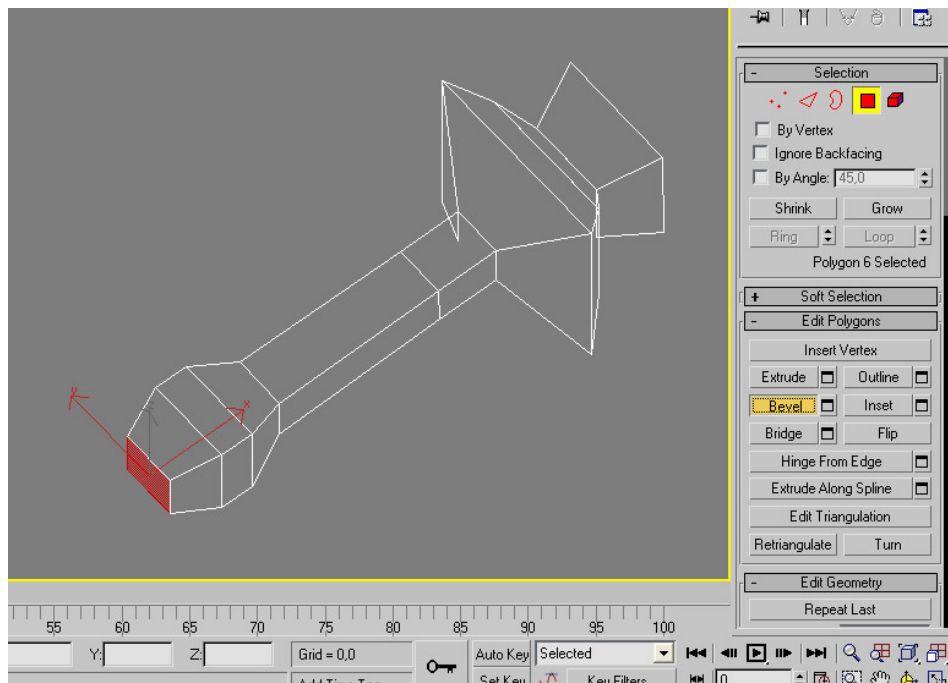 - Selection
By Vertex
Ignore Backfacing
By Angle: 45,0
Shrink Grow
Ring Loop
Polygon 6 Selected
+ Soft Selection
- Edit Polygons
Insert Vertex
Extrude Outline
Bevel Inset
Bridge Flip
Hinge From Edge
Extrude Along Spline
Edit Triangulation
Retriangulate Turn
- Edit Geometry
Repeat Last
y
x
55 60 65 70 75 80 85 90 95 100
Y: Z: Grid = 0,0 Auto Key Selected
Add Time Tag Set Key Key Filters... 0